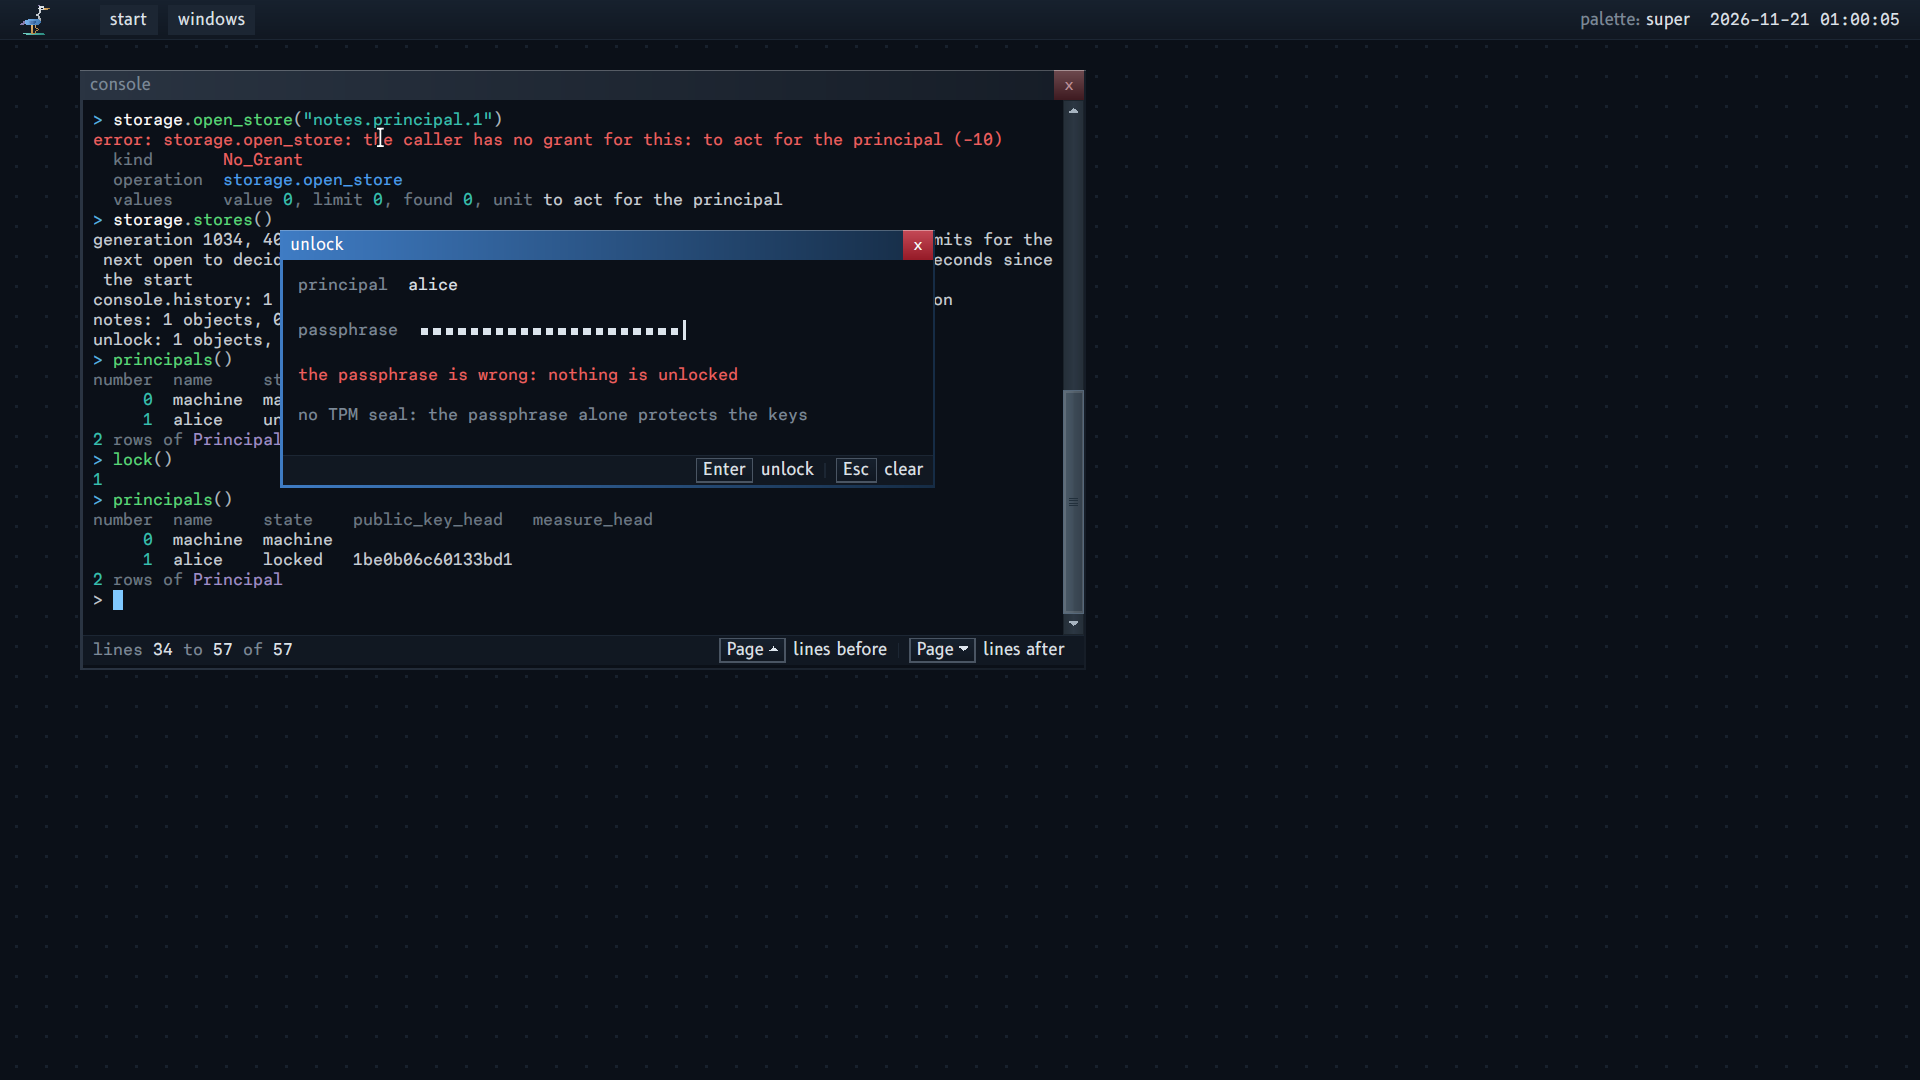 start windows palette: super 2026-11-21 01:00:05
console x
> storage.open_store("notes.principal.1")
error: storage.open_store: the caller has no grant for this: to act for the principal (-10)
kind No_Grant
operation storage.open_store
values value 0, limit 0, found 0, unit to act for the principal
> storage.stores()
generation 1034, 40 mits for the
next open to decid econds since
the start
console.history: 1 on
notes: 1 objects, 0
unlock: 1 objects,
> principals()
number name st
0 machine ma
1 alice un
2 rows of Principal
> lock()
1
> principals()
number name state public_key_head measure_head
0 machine machine
1 alice locked 1be0b06c60133bd1
2 rows of Principal
>
lines 34 to 57 of 57 Page lines before Page lines after
unlock x
principal alice
passphrase
the passphrase is wrong: nothing is unlocked
no TPM seal: the passphrase alone protects the keys
Enter unlock Esc clear